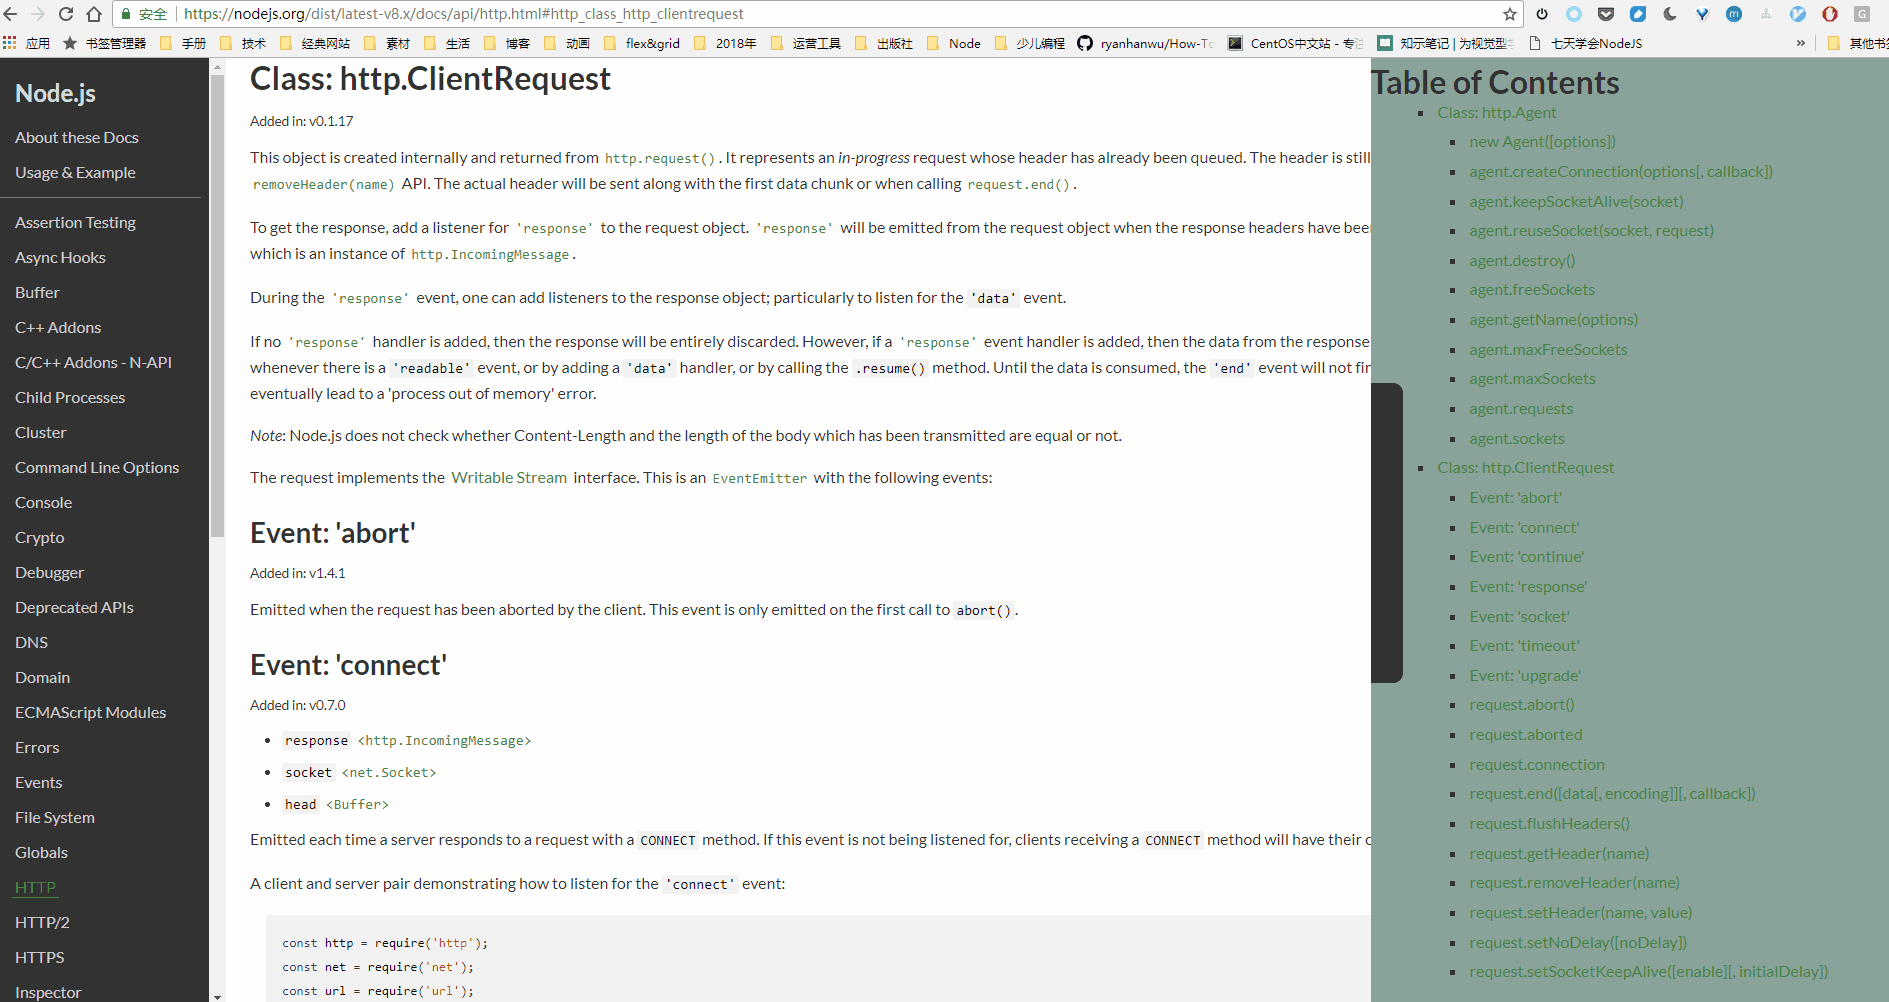 安全 https://nodejs.org/dist/latest-v8.x/docs/api/http.html#http_class_http_clientrequest
应用 书签管理器 手册 技术 经典网站 素材 生活 博客 动画 flex&grid 2018年 运营工具 出版社 Node 少儿编程 ryanhanwu/How-To CentOS中文站 - 专注 知示笔记 | 为视觉型 七天学会NodeJS » 其他书签
Node.js
About these Docs
Usage & Example
Assertion Testing
Async Hooks
Buffer
C++ Addons
C/C++ Addons - N-API
Child Processes
Cluster
Command Line Options
Console
Crypto
Debugger
Deprecated APIs
DNS
Domain
ECMAScript Modules
Errors
Events
File System
Globals
HTTP
HTTP/2
HTTPS
Inspector
Class: http.ClientRequest
Added in: v0.1.17
This object is created internally and returned from http.request(). It represents an in-progress request whose header has already been queued. The header is still
removeHeader(name) API. The actual header will be sent along with the first data chunk or when calling request.end().
To get the response, add a listener for 'response' to the request object. 'response' will be emitted from the request object when the response headers have been
which is an instance of http.IncomingMessage.
During the 'response' event, one can add listeners to the response object; particularly to listen for the 'data' event.
If no 'response' handler is added, then the response will be entirely discarded. However, if a 'response' event handler is added, then the data from the response
whenever there is a 'readable' event, or by adding a 'data' handler, or by calling the .resume() method. Until the data is consumed, the 'end' event will not fir
eventually lead to a 'process out of memory' error.
Note: Node.js does not check whether Content-Length and the length of the body which has been transmitted are equal or not.
The request implements the Writable Stream interface. This is an EventEmitter with the following events:
Event: 'abort'
Added in: v1.4.1
Emitted when the request has been aborted by the client. This event is only emitted on the first call to abort().
Event: 'connect'
Added in: v0.7.0
response <http.IncomingMessage>
socket <net.Socket>
head <Buffer>
Emitted each time a server responds to a request with a CONNECT method. If this event is not being listened for, clients receiving a CONNECT method will have their c
A client and server pair demonstrating how to listen for the 'connect' event:
const http = require('http');
const net = require('net');
const url = require('url');
Table of Contents
Class: http.Agent
new Agent([options])
agent.createConnection(options[, callback])
agent.keepSocketAlive(socket)
agent.reuseSocket(socket, request)
agent.destroy()
agent.freeSockets
agent.getName(options)
agent.maxFreeSockets
agent.maxSockets
agent.requests
agent.sockets
Class: http.ClientRequest
Event: 'abort'
Event: 'connect'
Event: 'continue'
Event: 'response'
Event: 'socket'
Event: 'timeout'
Event: 'upgrade'
request.abort()
request.aborted
request.connection
request.end([data[, encoding]][, callback])
request.flushHeaders()
request.getHeader(name)
request.removeHeader(name)
request.setHeader(name, value)
request.setNoDelay([noDelay])
request.setSocketKeepAlive([enable][, initialDelay])